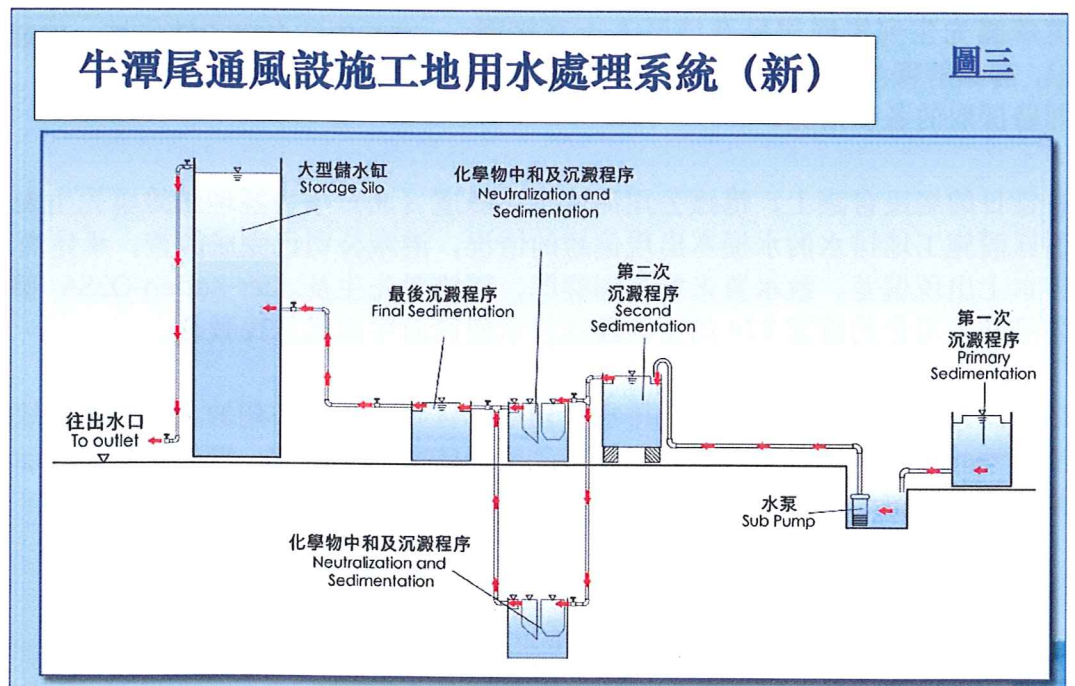 牛潭尾通風設施工地用水處理系統（新）
圖三
大型儲水缸
Storage Silo
化學物中和及沉澱程序
Neutralization and
Sedimentation
最後沉澱程序
Final Sedimentation
第二次
沉澱程序
Second
Sedimentation
第一次
沉澱程序
Primary
Sedimentation
往出水口
To outlet
水泵
Sub Pump
化學物中和及沉澱程序
Neutralization and
Sedimentation